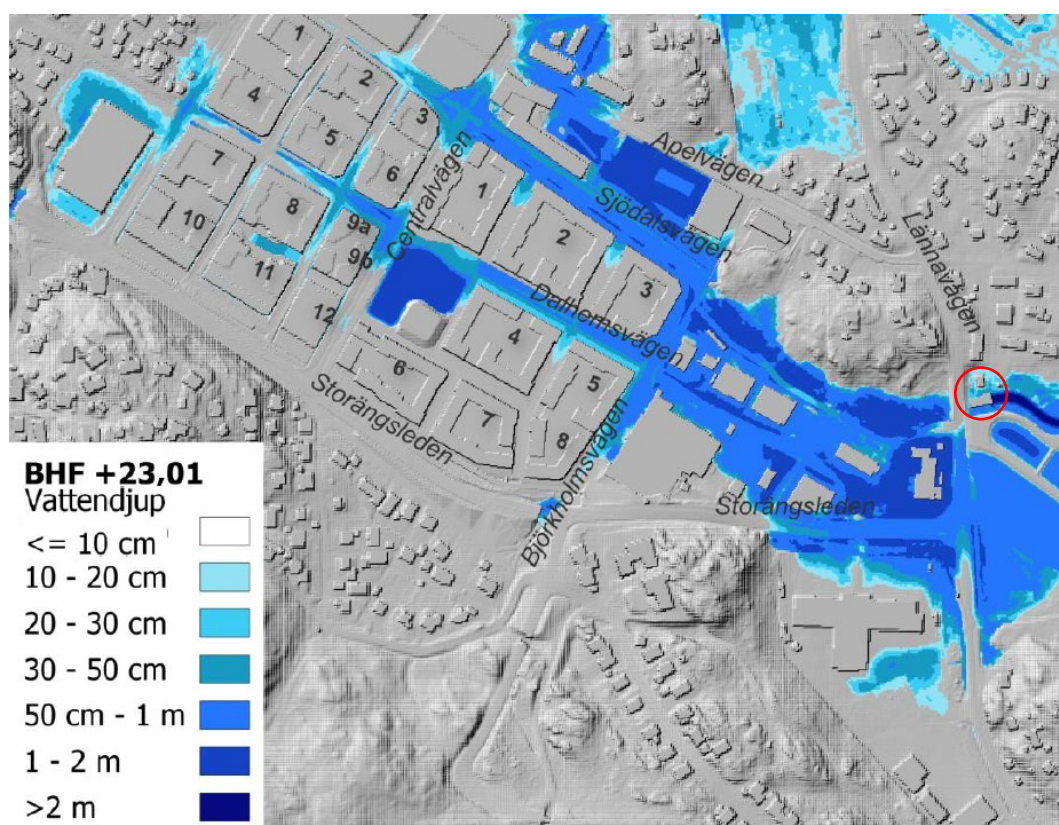 1
2
3
4
5
6
7
8
9a
9b
10
11
12
1
2
3
4
5
6
7
8
Centralvägen
Apelvägen
Sjödalsvägen
Lännavägen
Dalhemsvägen
Storängsleden
Björkholmsvägen
Storängsleden
BHF +23,01
Vattendjup
<= 10 cm
10 - 20 cm
20 - 30 cm
30 - 50 cm
50 cm - 1 m
1 - 2 m
>2 m